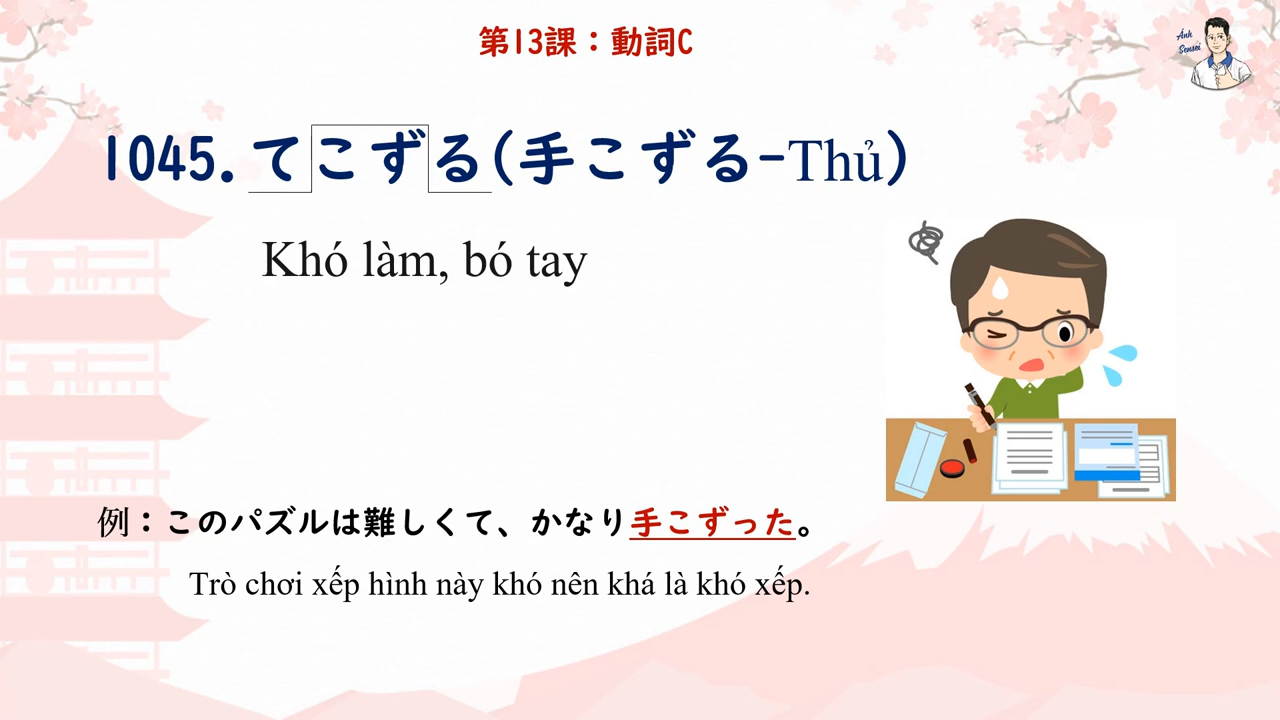 第13課：動詞C
Anh
Sensei
1045.てこずる(手こずる-Thủ)
Khó làm, bó tay
例：このパズルは難しくて、かなり手こずった。
Trò chơi xếp hình này khó nên khá là khó xếp.